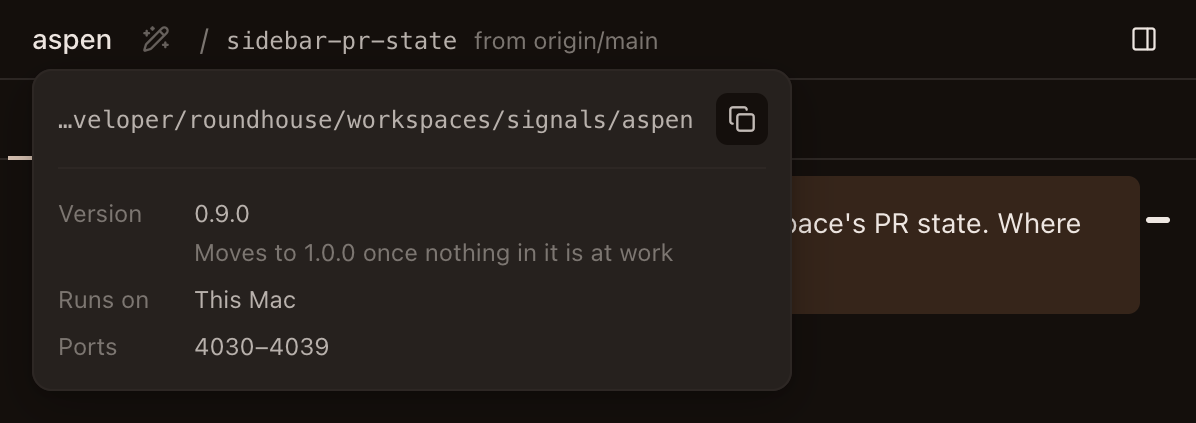 aspen / sidebar-pr-state from origin/main
…veloper/roundhouse/workspaces/signals/aspen
pace's PR state. Where
Version 0.9.0
Moves to 1.0.0 once nothing in it is at work
Runs on This Mac
Ports 4030–4039